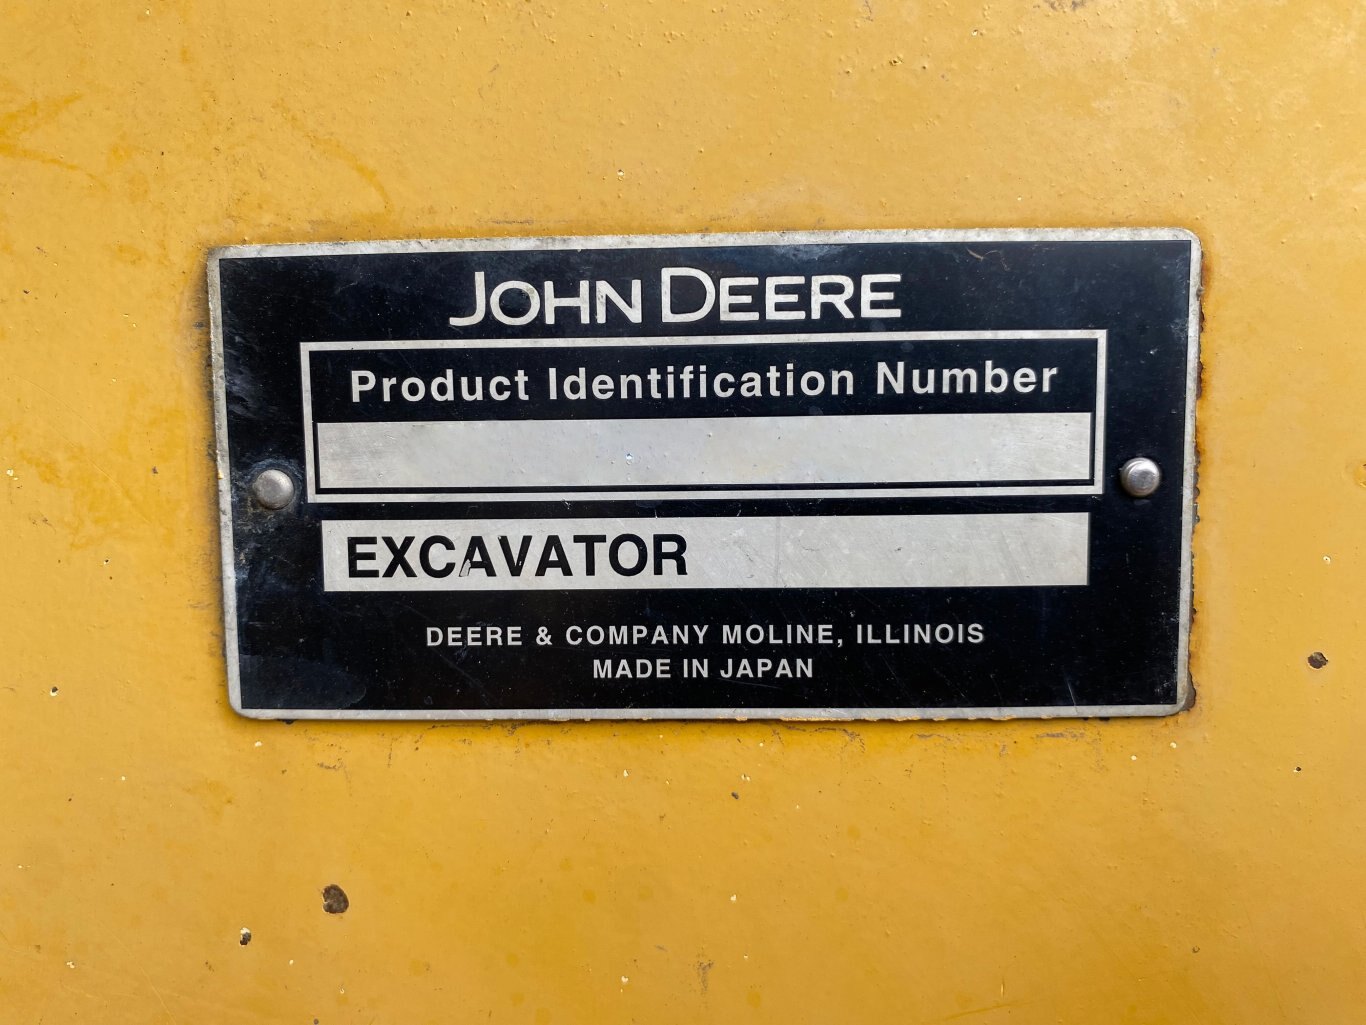 JOHN DEERE
Product Identification Number
EXCAVATOR
DEERE & COMPANY MOLINE, ILLINOIS
MADE IN JAPAN